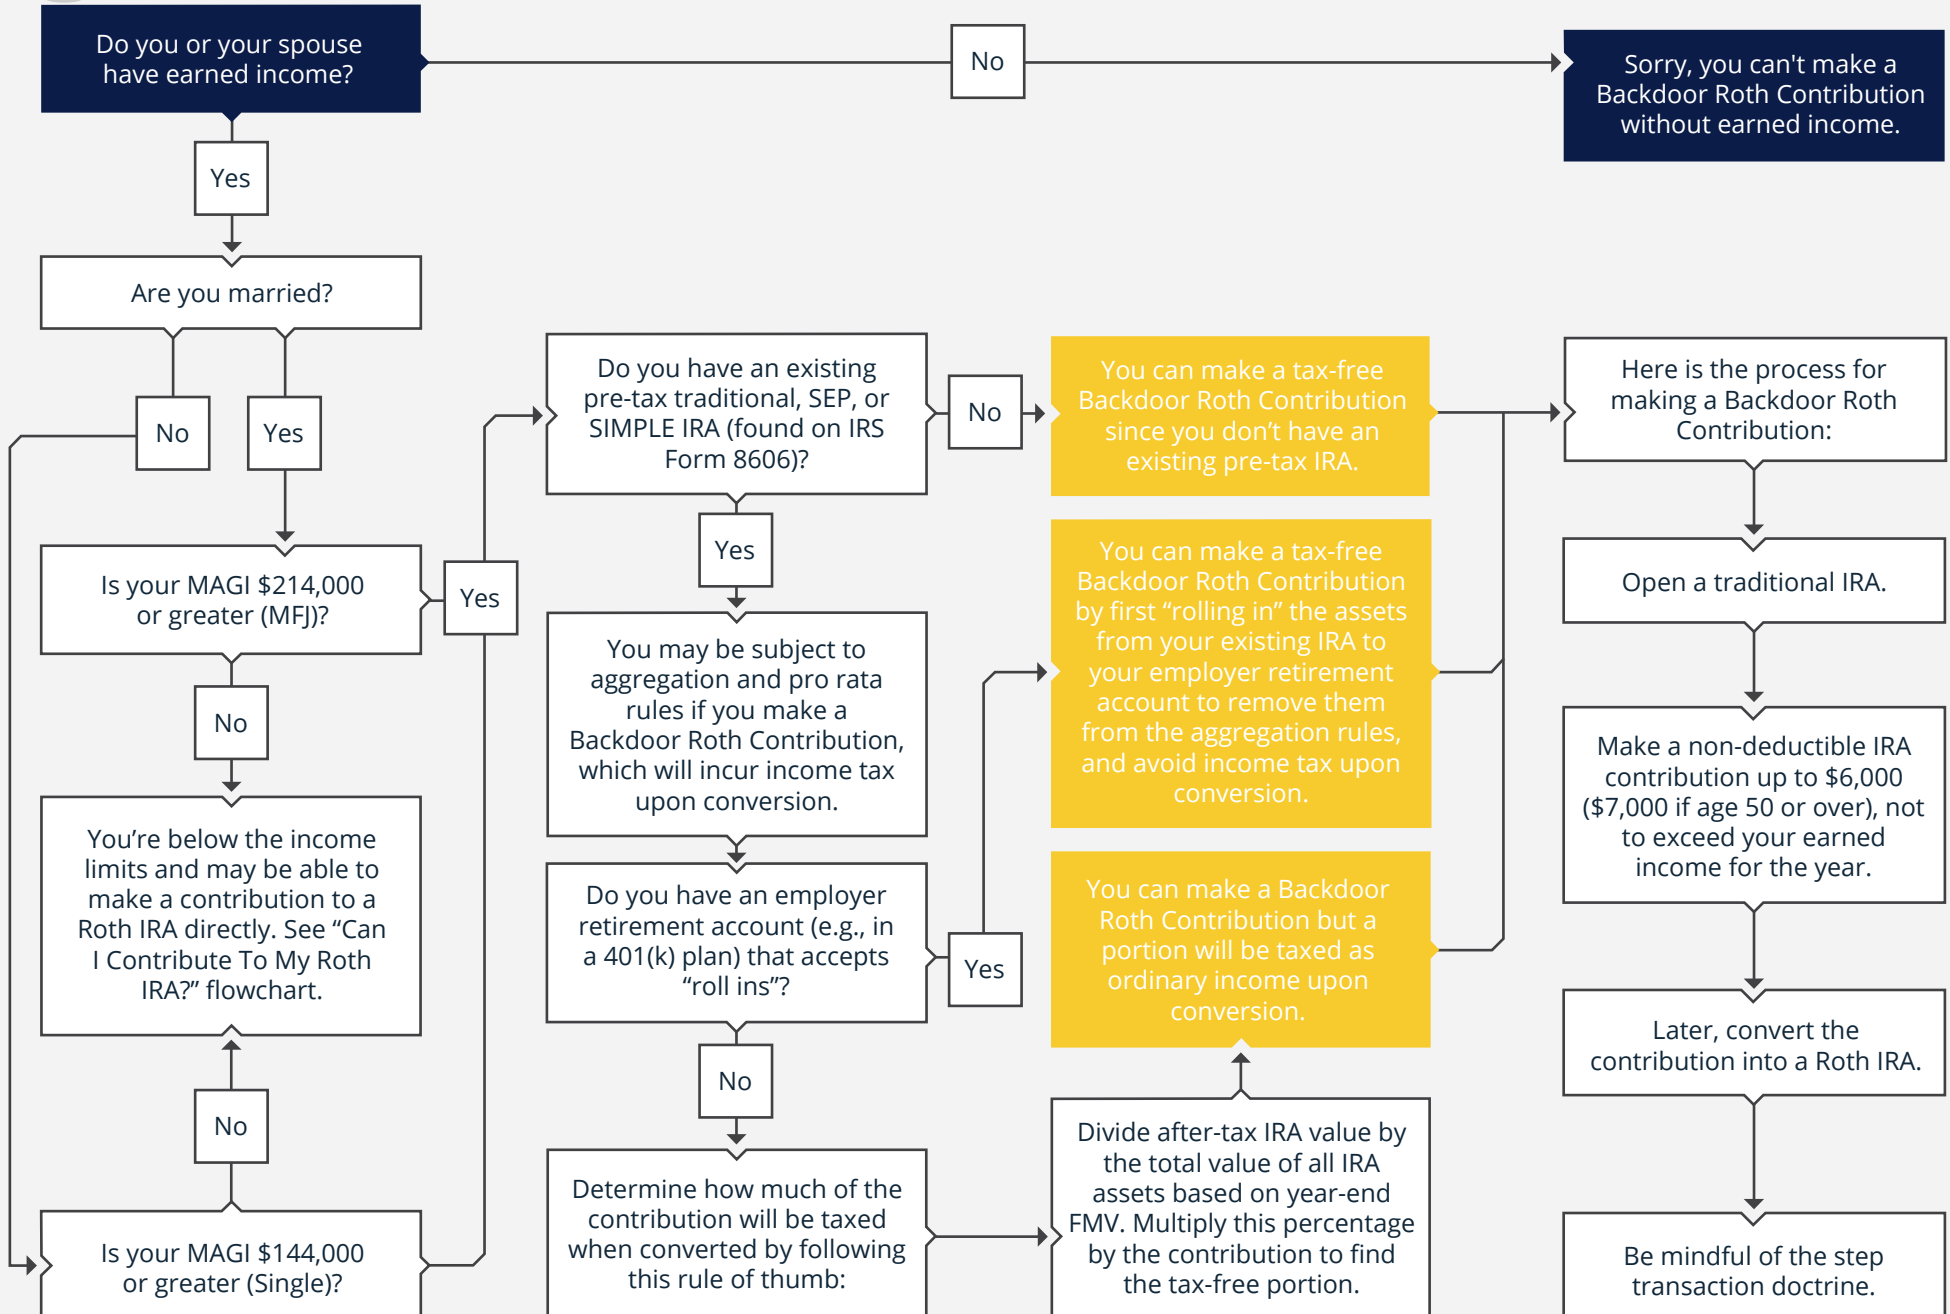 Do you or your spouse
have earned income?
No
Sorry, you can't make a
Backdoor Roth Contribution
without earned income.
Yes
Are you married?
No
Yes
Is your MAGI $214,000
or greater (MFJ)?
Yes
No
You’re below the income
limits and may be able to
make a contribution to a
Roth IRA directly. See “Can
I Contribute To My Roth
IRA?” flowchart.
No
Is your MAGI $144,000
or greater (Single)?
Do you have an existing
pre-tax traditional, SEP, or
SIMPLE IRA (found on IRS
Form 8606)?
No
Yes
You may be subject to
aggregation and pro rata
rules if you make a
Backdoor Roth Contribution,
which will incur income tax
upon conversion.
Do you have an employer
retirement account (e.g., in
a 401(k) plan) that accepts
“roll ins”?
Yes
No
Determine how much of the
contribution will be taxed
when converted by following
this rule of thumb:
You can make a tax-free
Backdoor Roth Contribution
since you don’t have an
existing pre-tax IRA.
You can make a tax-free
Backdoor Roth Contribution
by first “rolling in” the assets
from your existing IRA to
your employer retirement
account to remove them
from the aggregation rules,
and avoid income tax upon
conversion.
You can make a Backdoor
Roth Contribution but a
portion will be taxed as
ordinary income upon
conversion.
Divide after-tax IRA value by
the total value of all IRA
assets based on year-end
FMV. Multiply this percentage
by the contribution to find
the tax-free portion.
Here is the process for
making a Backdoor Roth
Contribution:
Open a traditional IRA.
Make a non-deductible IRA
contribution up to $6,000
($7,000 if age 50 or over), not
to exceed your earned
income for the year.
Later, convert the
contribution into a Roth IRA.
Be mindful of the step
transaction doctrine.